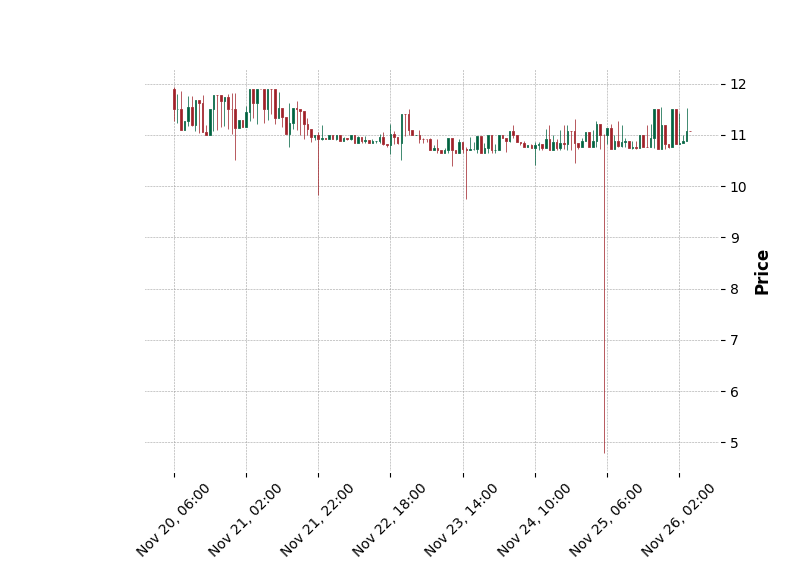 12
11
10
9
8
7
6
5
Price
Nov 20, 06:00
Nov 21, 02:00
Nov 21, 22:00
Nov 22, 18:00
Nov 23, 14:00
Nov 24, 10:00
Nov 25, 06:00
Nov 26, 02:00